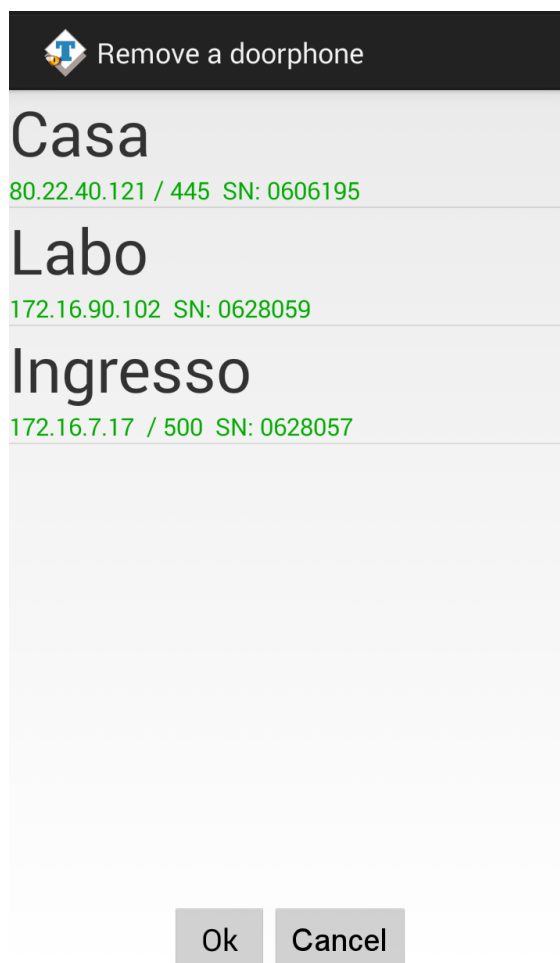 Remove a doorphone
Casa
80.22.40.121 / 445 SN: 0606195
Labo
172.16.90.102 SN: 0628059
Ingresso
172.16.7.17 / 500 SN: 0628057
Ok Cancel